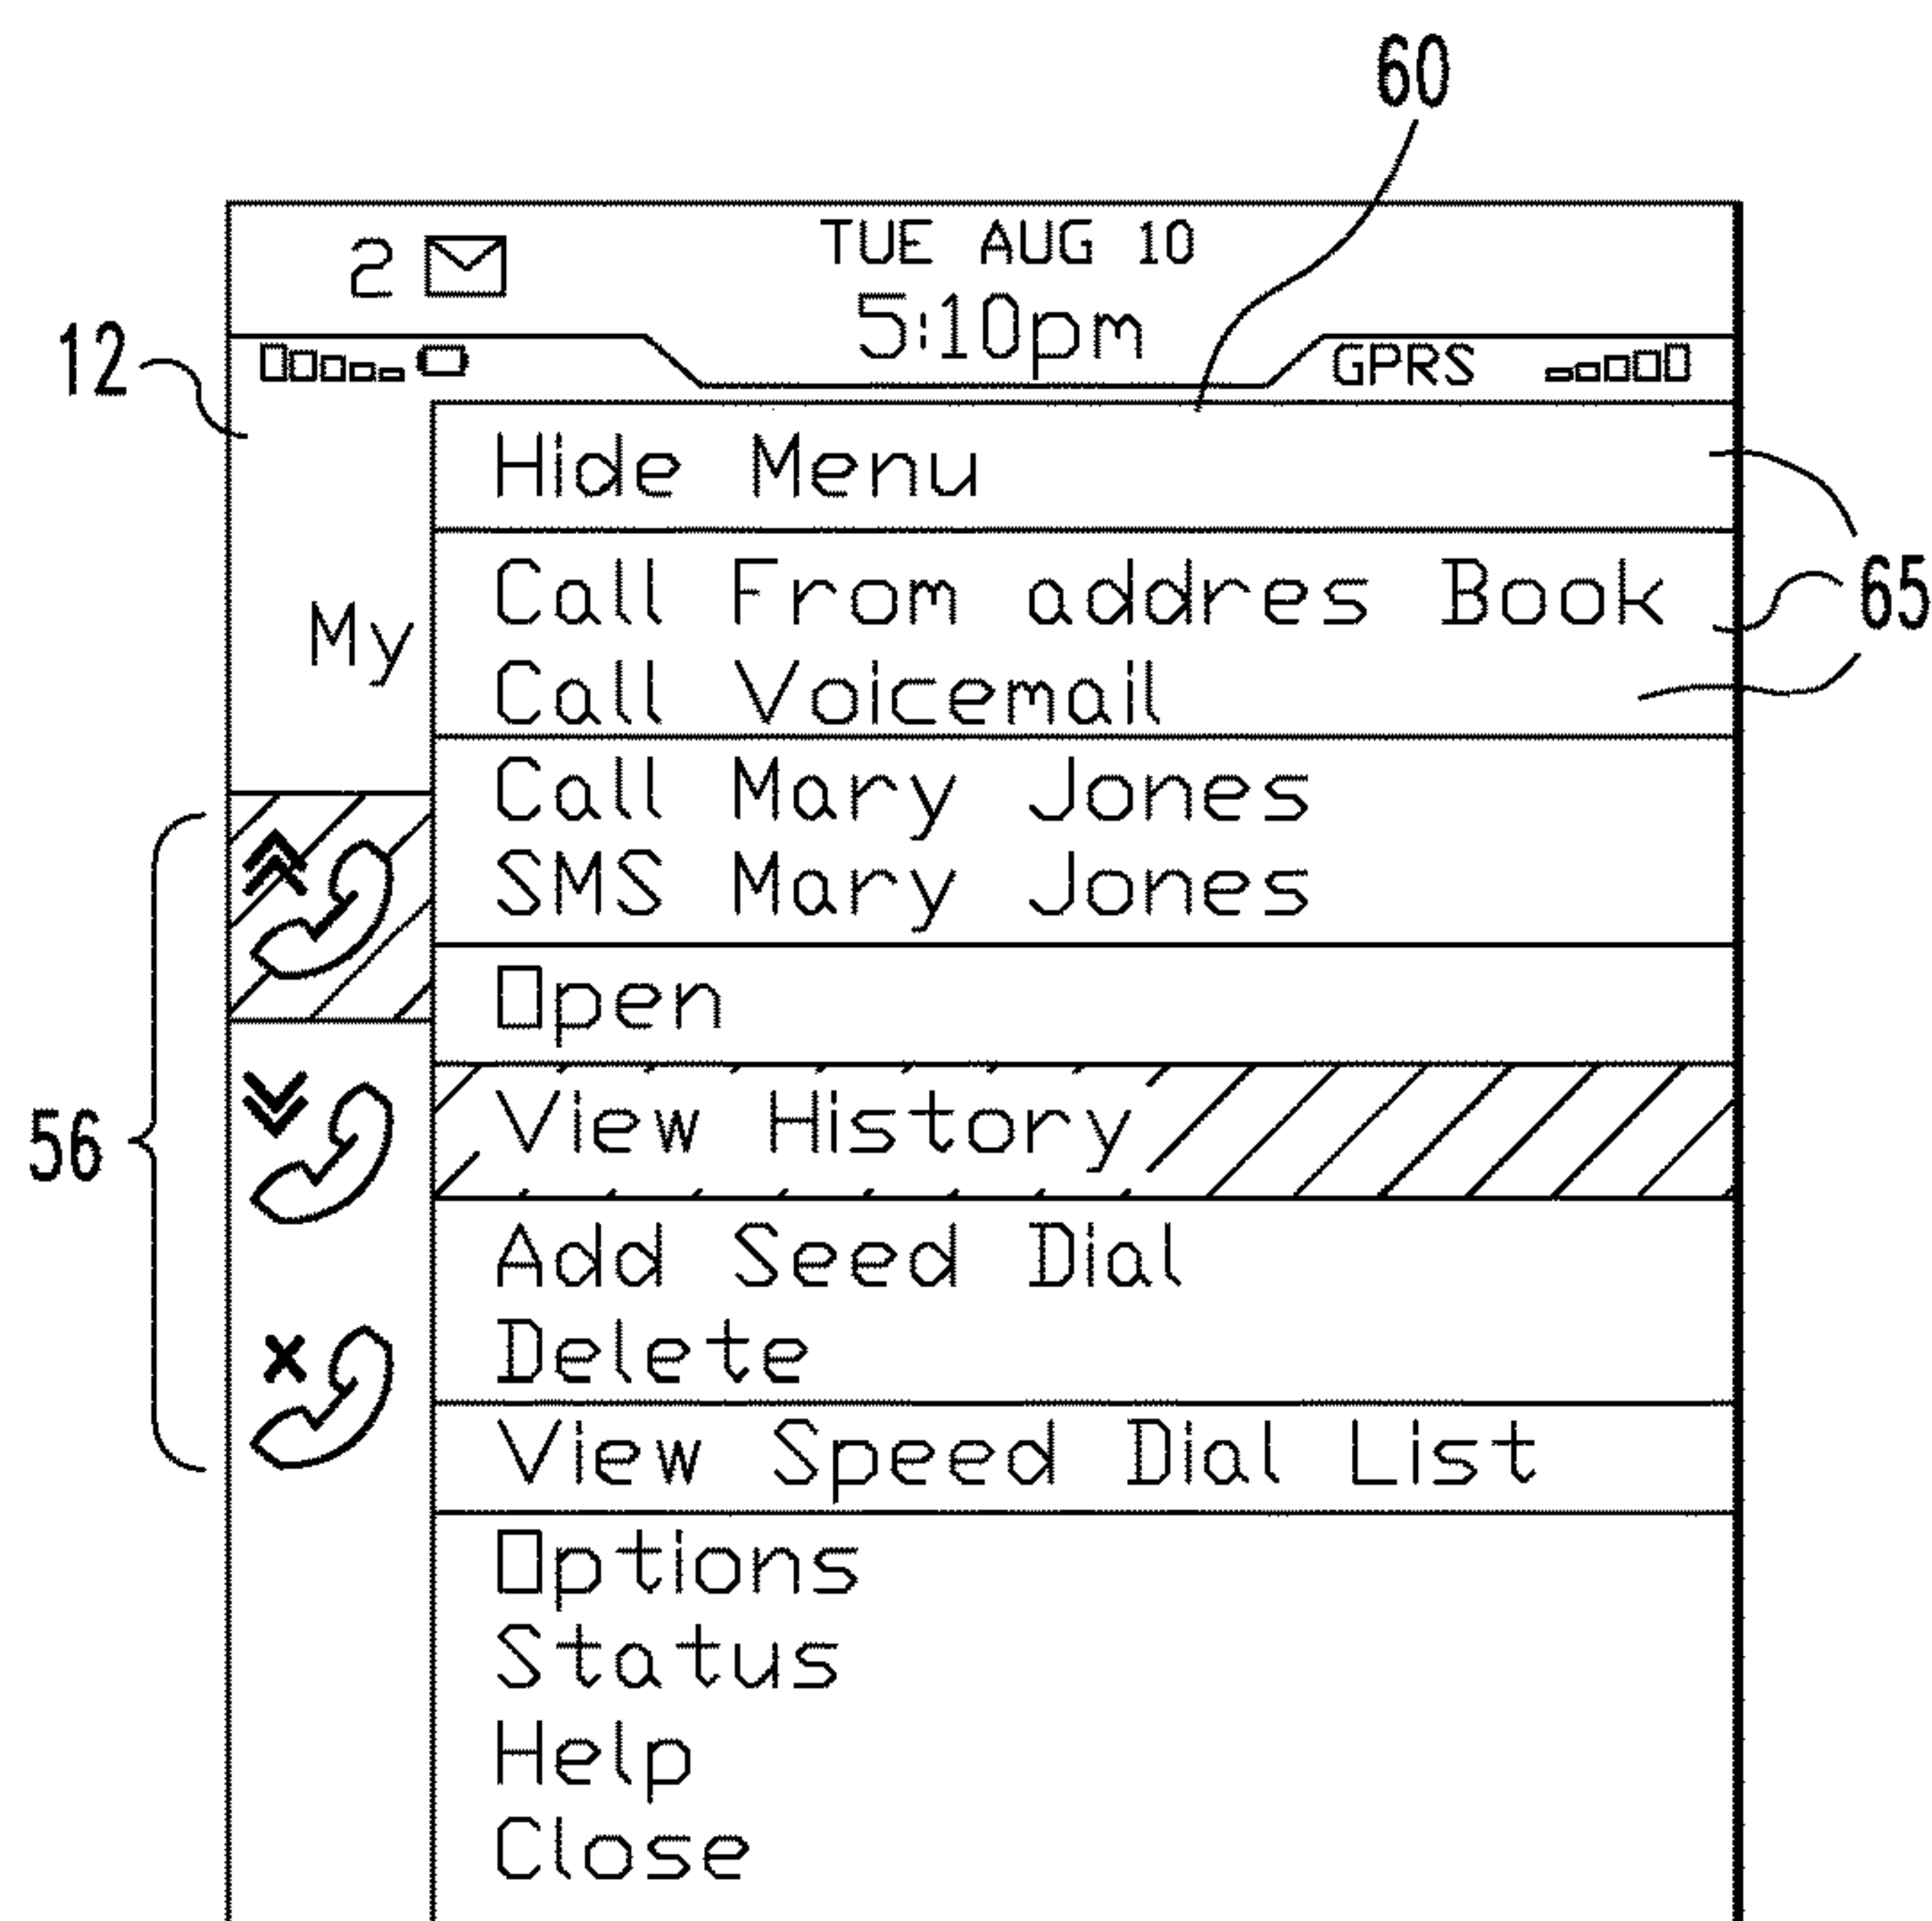 60
2 TUE AUG 10
5:10pm
12
GPRS
Hide Menu
65
My
Call From addres Book
Call Voicemail
Call Mary Jones
SMS Mary Jones
Open
56
View History
Add Seed Dial
Delete
View Speed Dial List
Options
Status
Help
Close